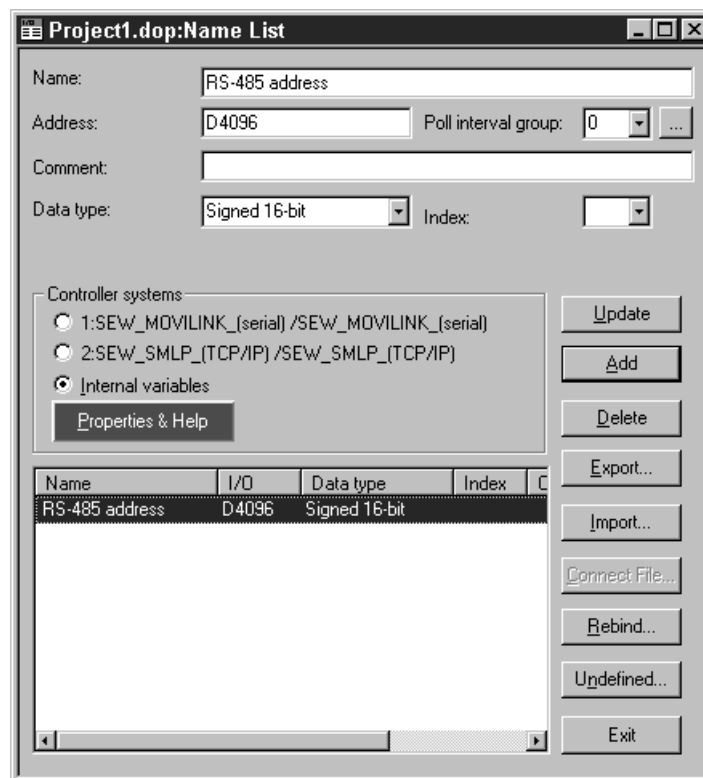 Project1.dop:Name List
Name: RS-485 address
Address: D4096 Poll interval group: 0 ...
Comment:
Data type: Signed 16-bit Index:
Controller systems
1:SEW_MOVILINK_(serial) /SEW_MOVILINK_(serial)
2:SEW_SMLP_(TCP/IP) /SEW_SMLP_(TCP/IP)
Internal variables
Properties & Help
Update
Add
Delete
Export...
Import...
Connect File...
Rebind...
Undefined...
Exit
Name I/O Data type Index C
RS-485 address D4096 Signed 16-bit